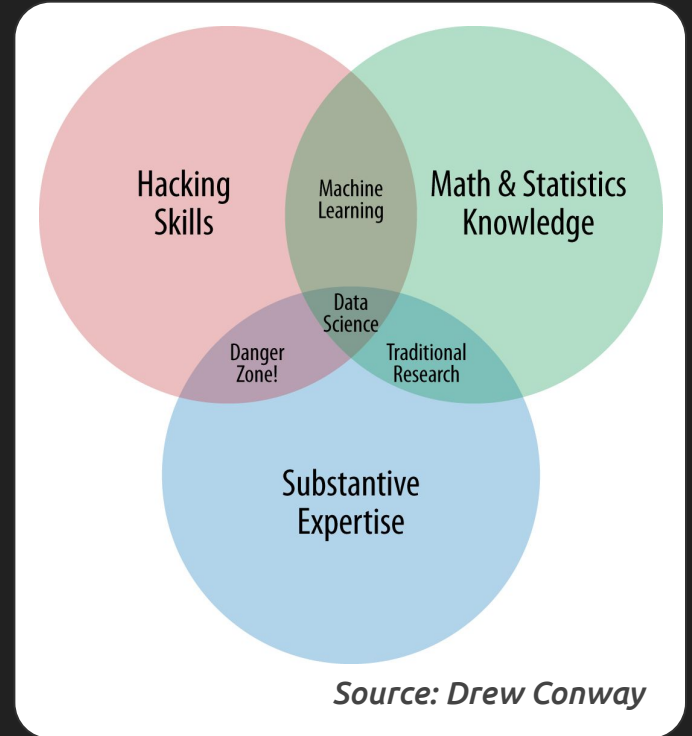 Hacking
Skills
Machine
Learning
Math & Statistics
Knowledge
Data
Science
Danger
Zone!
Traditional
Research
Substantive
Expertise
Source: Drew Conway